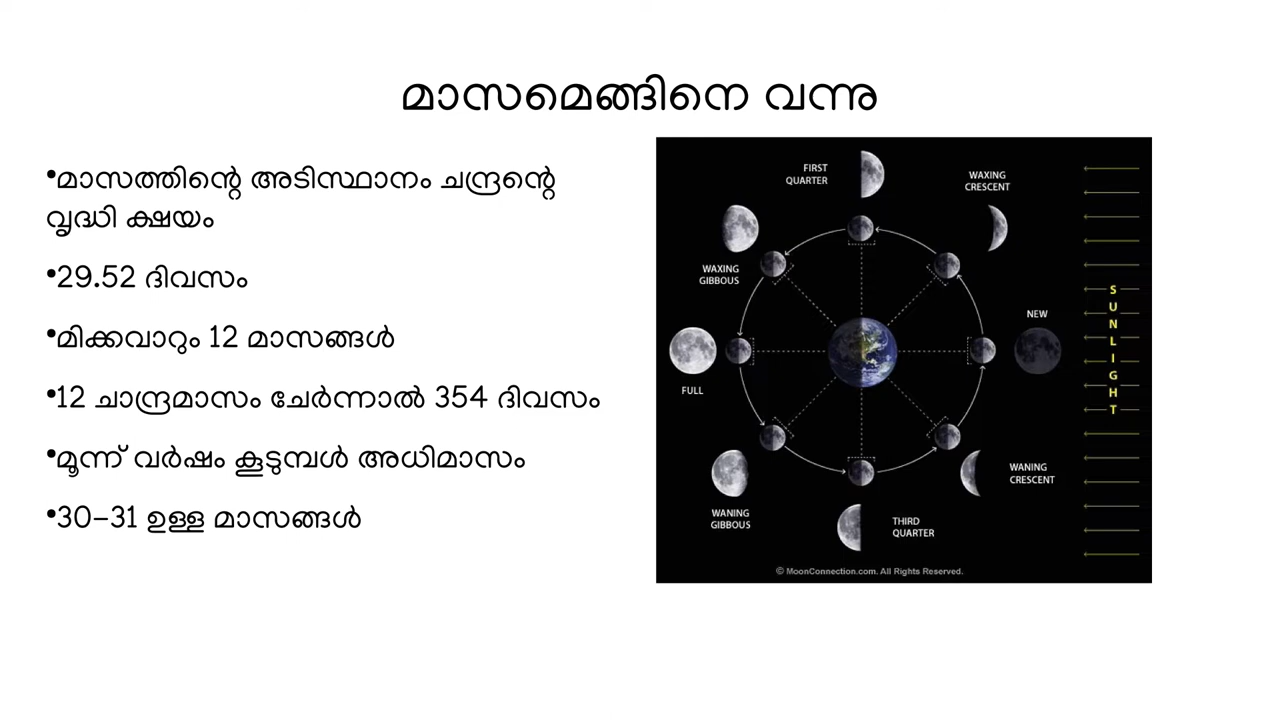 മാസമെങ്ങിനെ വന്നു
•മാസത്തിന്റെ അടിസ്ഥാനം ചന്ദ്രന്റെ
വൃദ്ധി ക്ഷയം
•29.52 ദിവസം
•മിക്കവാറും 12 മാസങ്ങൾ
•12 ചാന്ദ്രമാസം ചേർന്നാൽ 354 ദിവസം
•മൂന്ന് വർഷം കൂടുമ്പൾ അധിമാസം
•30-31 ഉള്ള മാസങ്ങൾ
FIRST
QUARTER
WAXING
CRESCENT
WAXING
GIBBOUS
NEW
SUNLIGHT
FULL
WANING
CRESCENT
WANING
GIBBOUS
THIRD
QUARTER
© MoonConnection.com. All Rights Reserved.